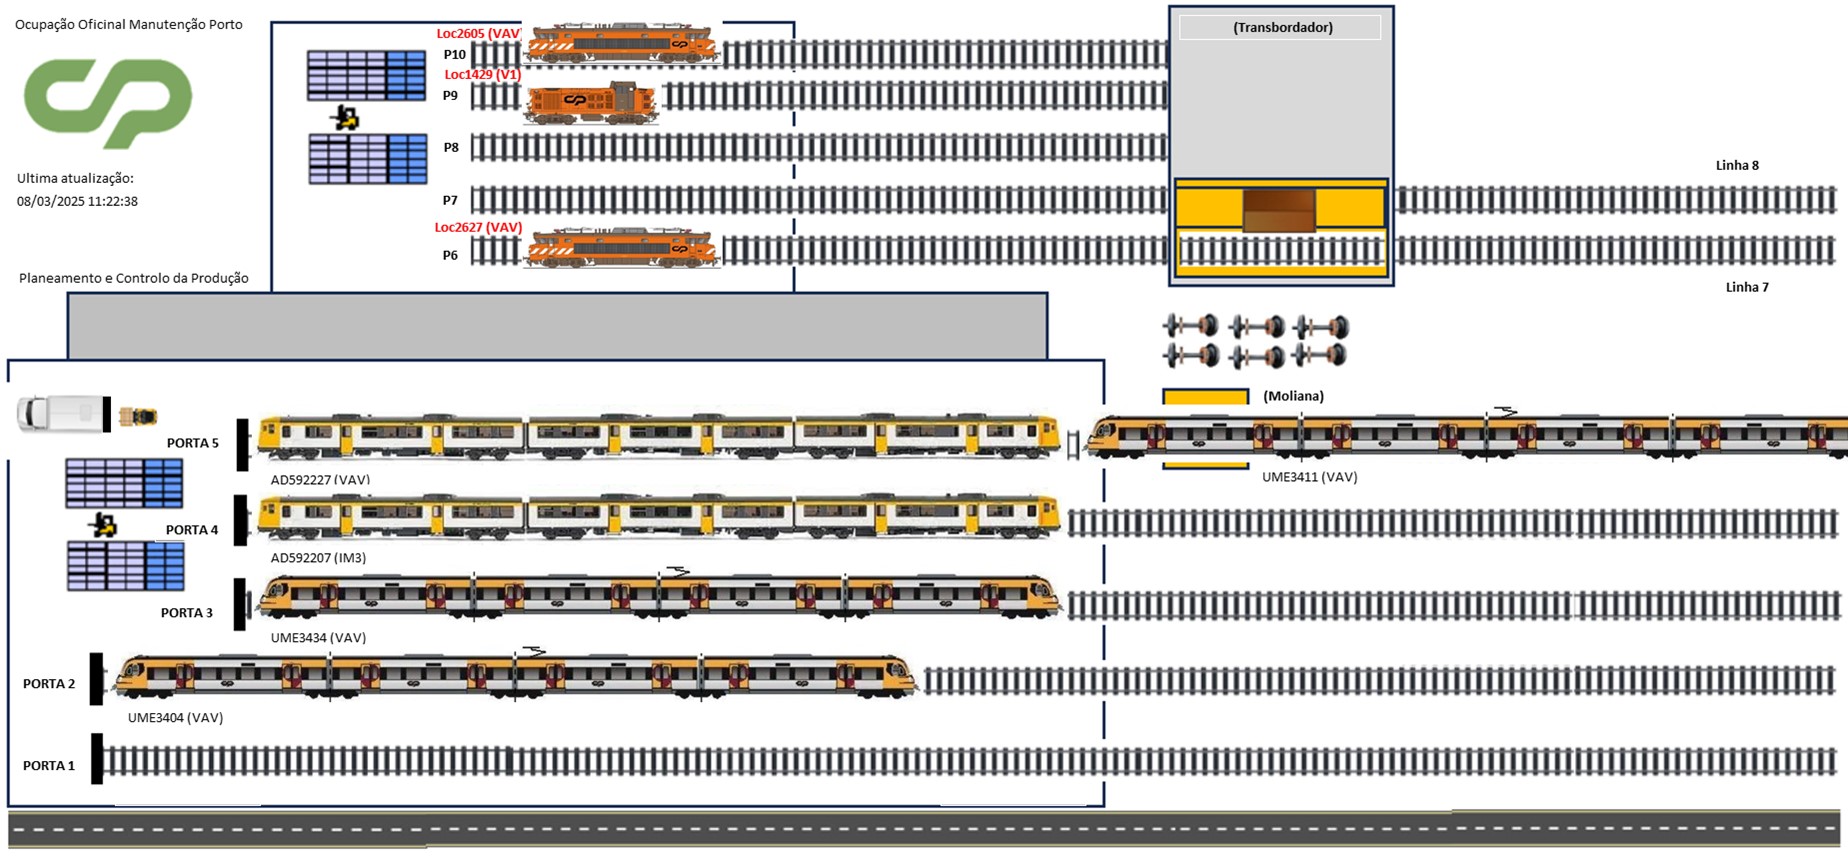 Ocupação Oficinal Manutenção Porto
Ultima atualização:
08/03/2025 11:22:38
Planeamento e Controlo da Produção
Loc2605 (VAV)
P10
Loc1429 (V1)
P9
P8
P7
Loc2627 (VAV)
P6
(Transbordador)
Linha 8
Linha 7
(Moliana)
PORTA 5
AD592227 (VAV)
UME3411 (VAV)
PORTA 4
AD592207 (IM3)
PORTA 3
UME3434 (VAV)
PORTA 2
UME3404 (VAV)
PORTA 1